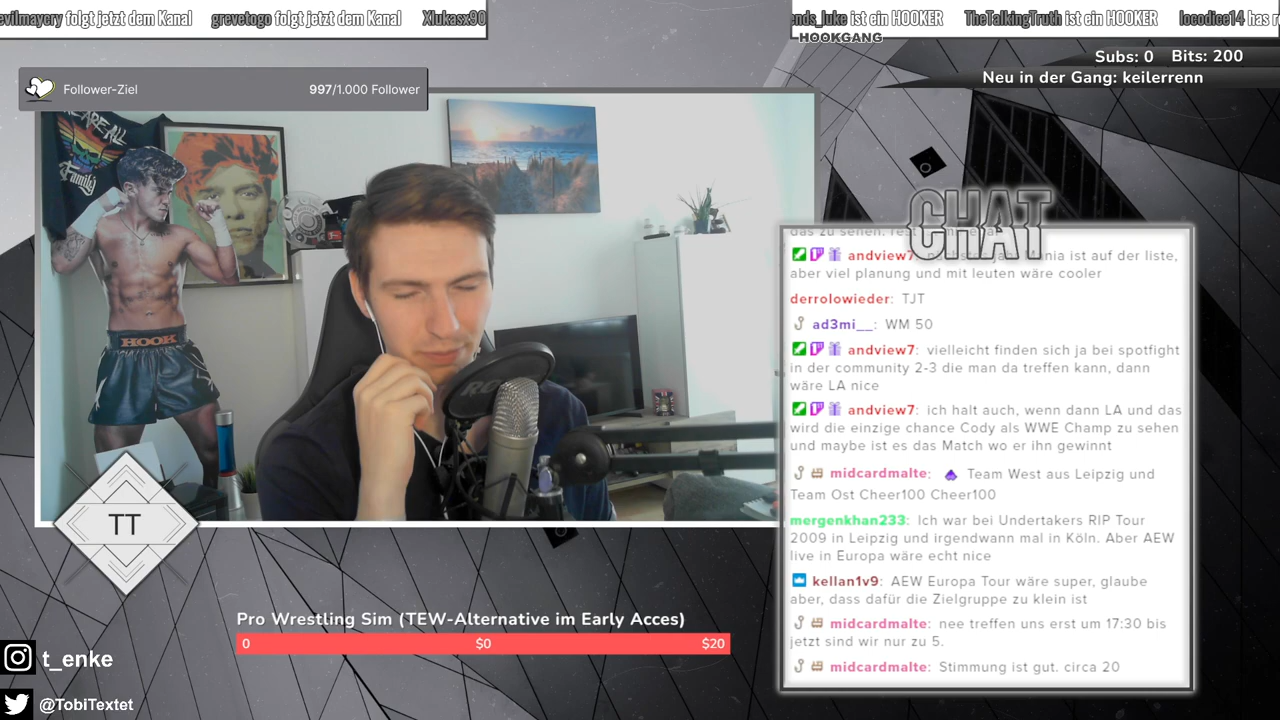 evilmayery folgt jetzt dem Kanal grevetogo folgt jetzt dem Kanal Xlukasx90
ends_luke ist ein HOOKER TheTalkingTruth ist ein HOOKER locodice14 has r
HOOKGANG
Subs: 0 Bits: 200
Neu in der Gang: keilerrenn
Follower-Ziel 997/1.000 Follower
ARE ALL
Family
HOOK
TT
CHAT
das zu sehen.
andview7: nia ist auf der liste,
aber viel planung und mit leuten wäre cooler
derrolowieder: TJT
ad3mi__: WM 50
andview7: vielleicht finden sich ja bei spotfight
in der community 2-3 die man da treffen kann, dann
wäre LA nice
andview7: ich halt auch, wenn dann LA und das
wird die einzige chance Cody als WWE Champ zu sehen
und maybe ist es das Match wo er ihn gewinnt
midcardmalte: Team West aus Leipzig und
Team Ost Cheer100 Cheer100
mergenkhan233: Ich war bei Undertakers RIP Tour
2009 in Leipzig und irgendwann mal in Köln. Aber AEW
live in Europa wäre echt nice
kellan1v9: AEW Europa Tour wäre super, glaube
aber, dass dafür die Zielgruppe zu klein ist
midcardmalte: nee treffen uns erst um 17:30 bis
jetzt sind wir nur zu 5.
midcardmalte: Stimmung ist gut. circa 20
Pro Wrestling Sim (TEW-Alternative im Early Acces)
0 $0 $20
t_enke
@TobiTextet